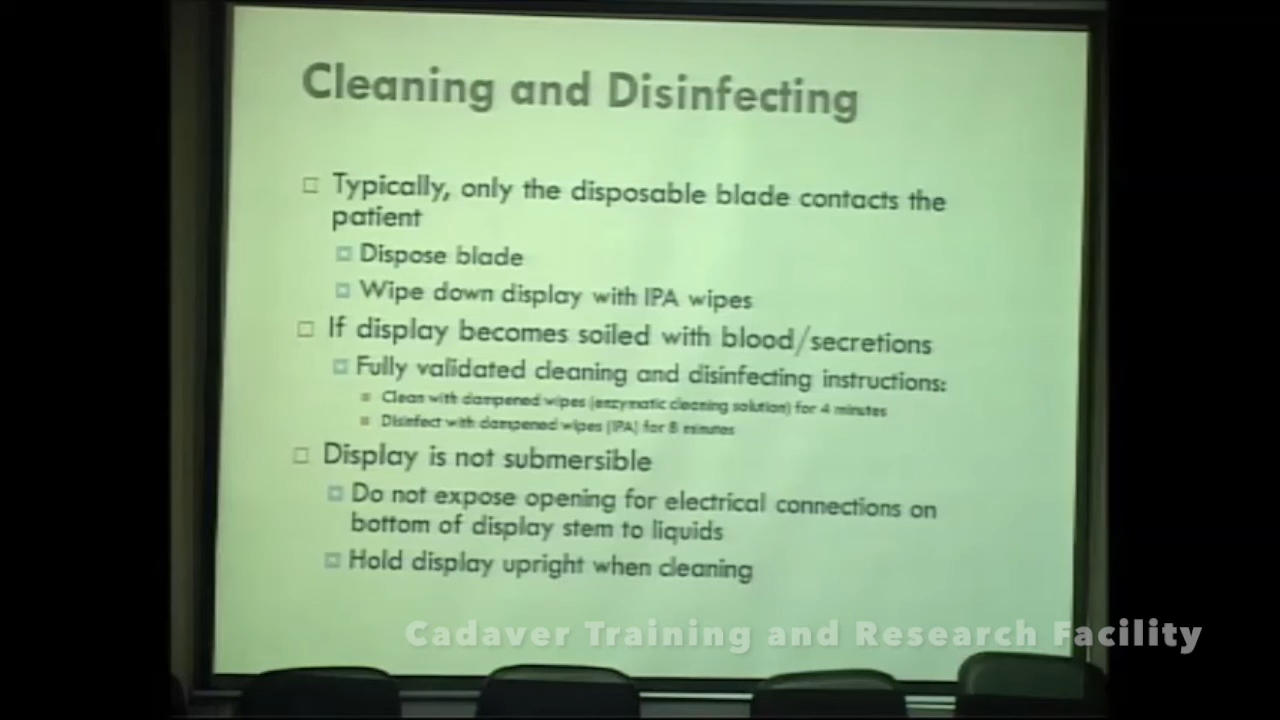 Cleaning and Disinfecting
Typically, only the disposable blade contacts the
patient
Dispose blade
Wipe down display with IPA wipes
If display becomes soiled with blood/secretions
Fully validated cleaning and disinfecting instructions:
Clean with dampened wipes (enzymatic cleaning solution) for 4 minutes
Disinfect with dampened wipes (IPA) for 8 minutes
Display is not submersible
Do not expose opening for electrical connections on
bottom of display stem to liquids
Hold display upright when cleaning
Cadaver Training and Research Facility